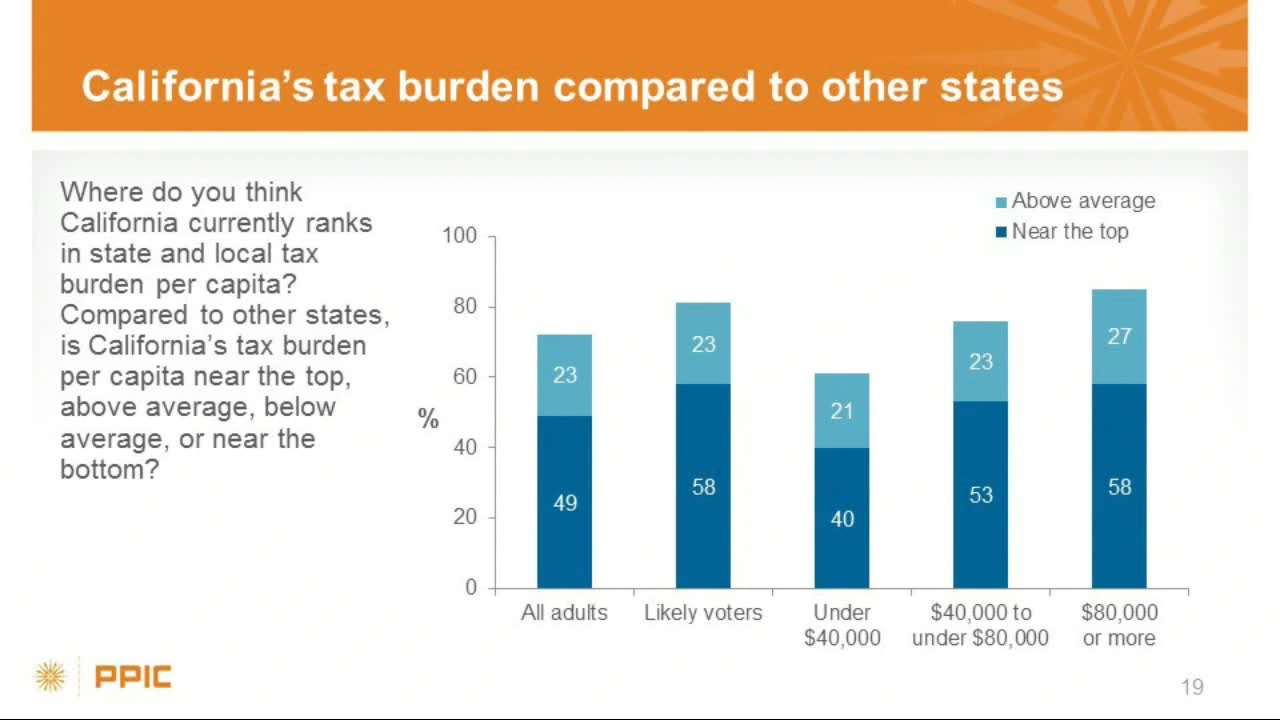 California's tax burden compared to other states
Where do you think
California currently ranks
in state and local tax
burden per capita?
Compared to other states,
is California's tax burden
per capita near the top,
above average, below
average, or near the
bottom?
Above average
Near the top
100
80
60
40
20
0
%
23
49
23
58
21
40
23
53
27
58
All adults
Likely voters
Under
$40,000
$40,000 to
under $80,000
$80,000
or more
PPIC
19